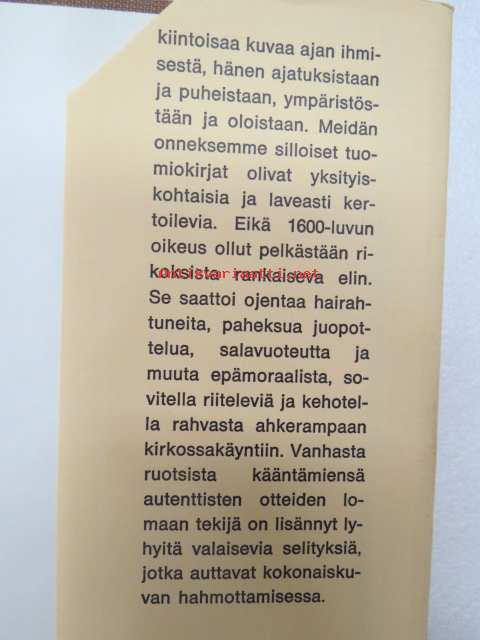 kiintoisaa kuvaa ajan ihmi-
sestä, hänen ajatuksistaan
ja puheistaan, ympäristös-
tään ja oloistaan. Meidän
onneksemme silloiset tuo-
miokirjat olivat yksityis-
kohtaisia ja laveasti ker-
toilevia. Eikä 1600-luvun
oikeus ollut pelkästään ri-
koksista rankaiseva elin.
Se saattoi ojentaa hairah-
tuneita, paheksua juopot-
telua, salavuoteutta ja
muuta epämoraalista, so-
vitella riiteleviä ja kehotel-
la rahvasta ahkerampaan
kirkossakäyntiin. Vanhasta
ruotsista kääntämiensä
autenttisten otteiden lo-
maan tekijä on lisännyt ly-
hyitä valaisevia selityksiä,
jotka auttavat kokonaisku-
van hahmottamisessa.